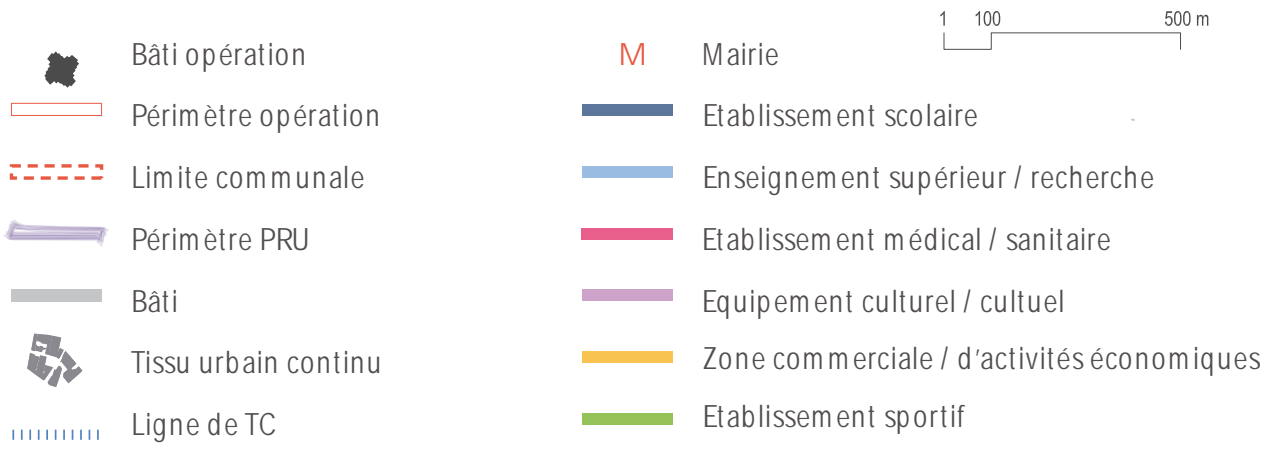 1 100 500 m
Bâti opération
Périmètre opération
Limite communale
Périmètre PRU
Bâti
Tissu urbain continu
Ligne de TC
M Mairie
Etablissement scolaire
Enseignement supérieur / recherche
Etablissement médical / sanitaire
Equipement culturel / cultuel
Zone commerciale / d'activités économiques
Etablissement sportif